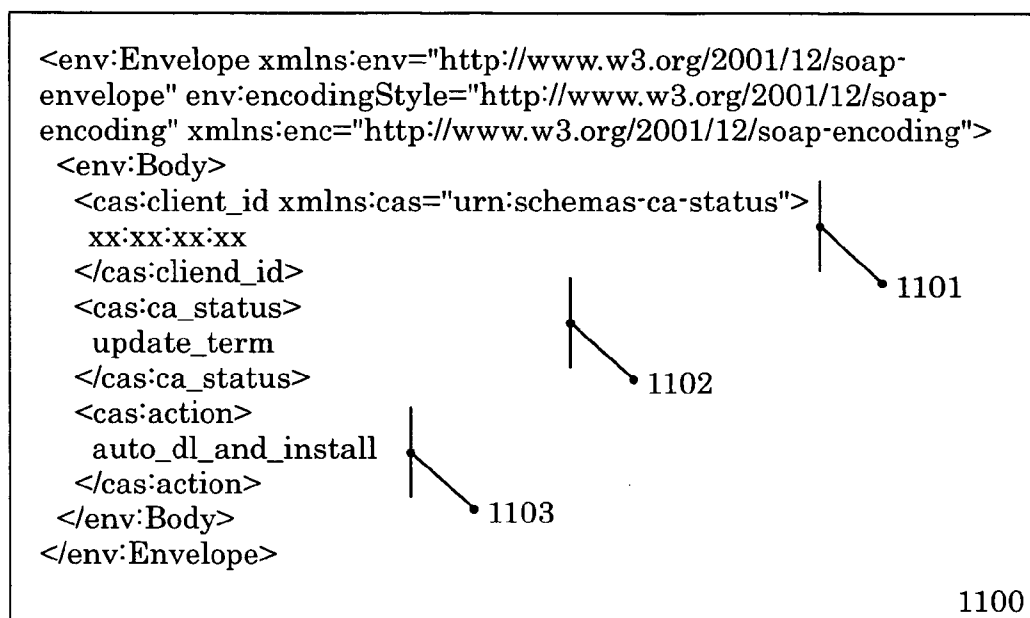 <env:Envelope xmlns:env="http://www.w3.org/2001/12/soap-
envelope" env:encodingStyle="http://www.w3.org/2001/12/soap-
encoding" xmlns:enc="http://www.w3.org/2001/12/soap-encoding">
<env:Body>
<cas:client_id xmlns:cas="urn:schemas-ca-status">
xx:xx:xx:xx
</cas:cliend_id>
1101
<cas:ca_status>
update_term
</cas:ca_status>
1102
<cas:action>
auto_dl_and_install
</cas:action>
1103
</env:Body>
</env:Envelope>
1100